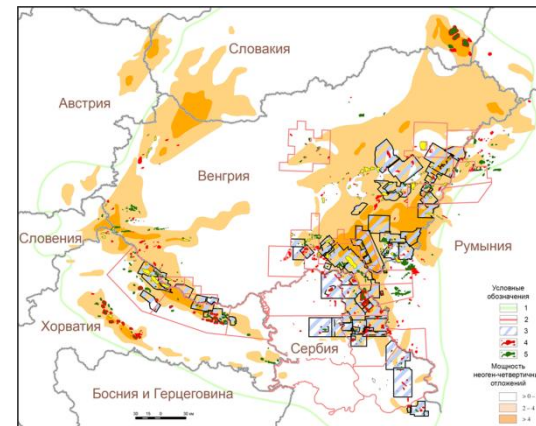 Словакия
Австрия
Венгрия
Словения
Румыния
Хорватия
Сербия
Босния и Герцеговина
Условные
обозначения
1
2
3
4
5
Мощность
неоген-четвертичных
отложений
2 – 4
> 4